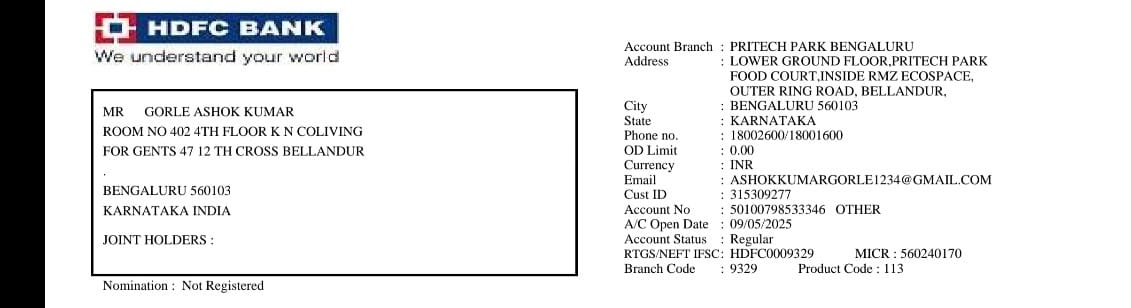 HDFC BANK
We understand your world
MR GORLE ASHOK KUMAR
ROOM NO 402 4TH FLOOR K N COLIVING
FOR GENTS 47 12 TH CROSS BELLANDUR
.
BENGALURU 560103
KARNATAKA INDIA
JOINT HOLDERS :
Nomination : Not Registered
Account Branch : PRITECH PARK BENGALURU
Address : LOWER GROUND FLOOR,PRITECH PARK
FOOD COURT,INSIDE RMZ ECOSPACE,
OUTER RING ROAD, BELLANDUR,
City : BENGALURU 560103
State : KARNATAKA
Phone no. : 18002600/18001600
OD Limit : 0.00
Currency : INR
Email : ASHOKKUMARGORLE1234@GMAIL.COM
Cust ID : 315309277
Account No : 50100798533346 OTHER
A/C Open Date : 09/05/2025
Account Status : Regular
RTGS/NEFT IFSC: HDFC0009329 MICR : 560240170
Branch Code : 9329 Product Code : 113